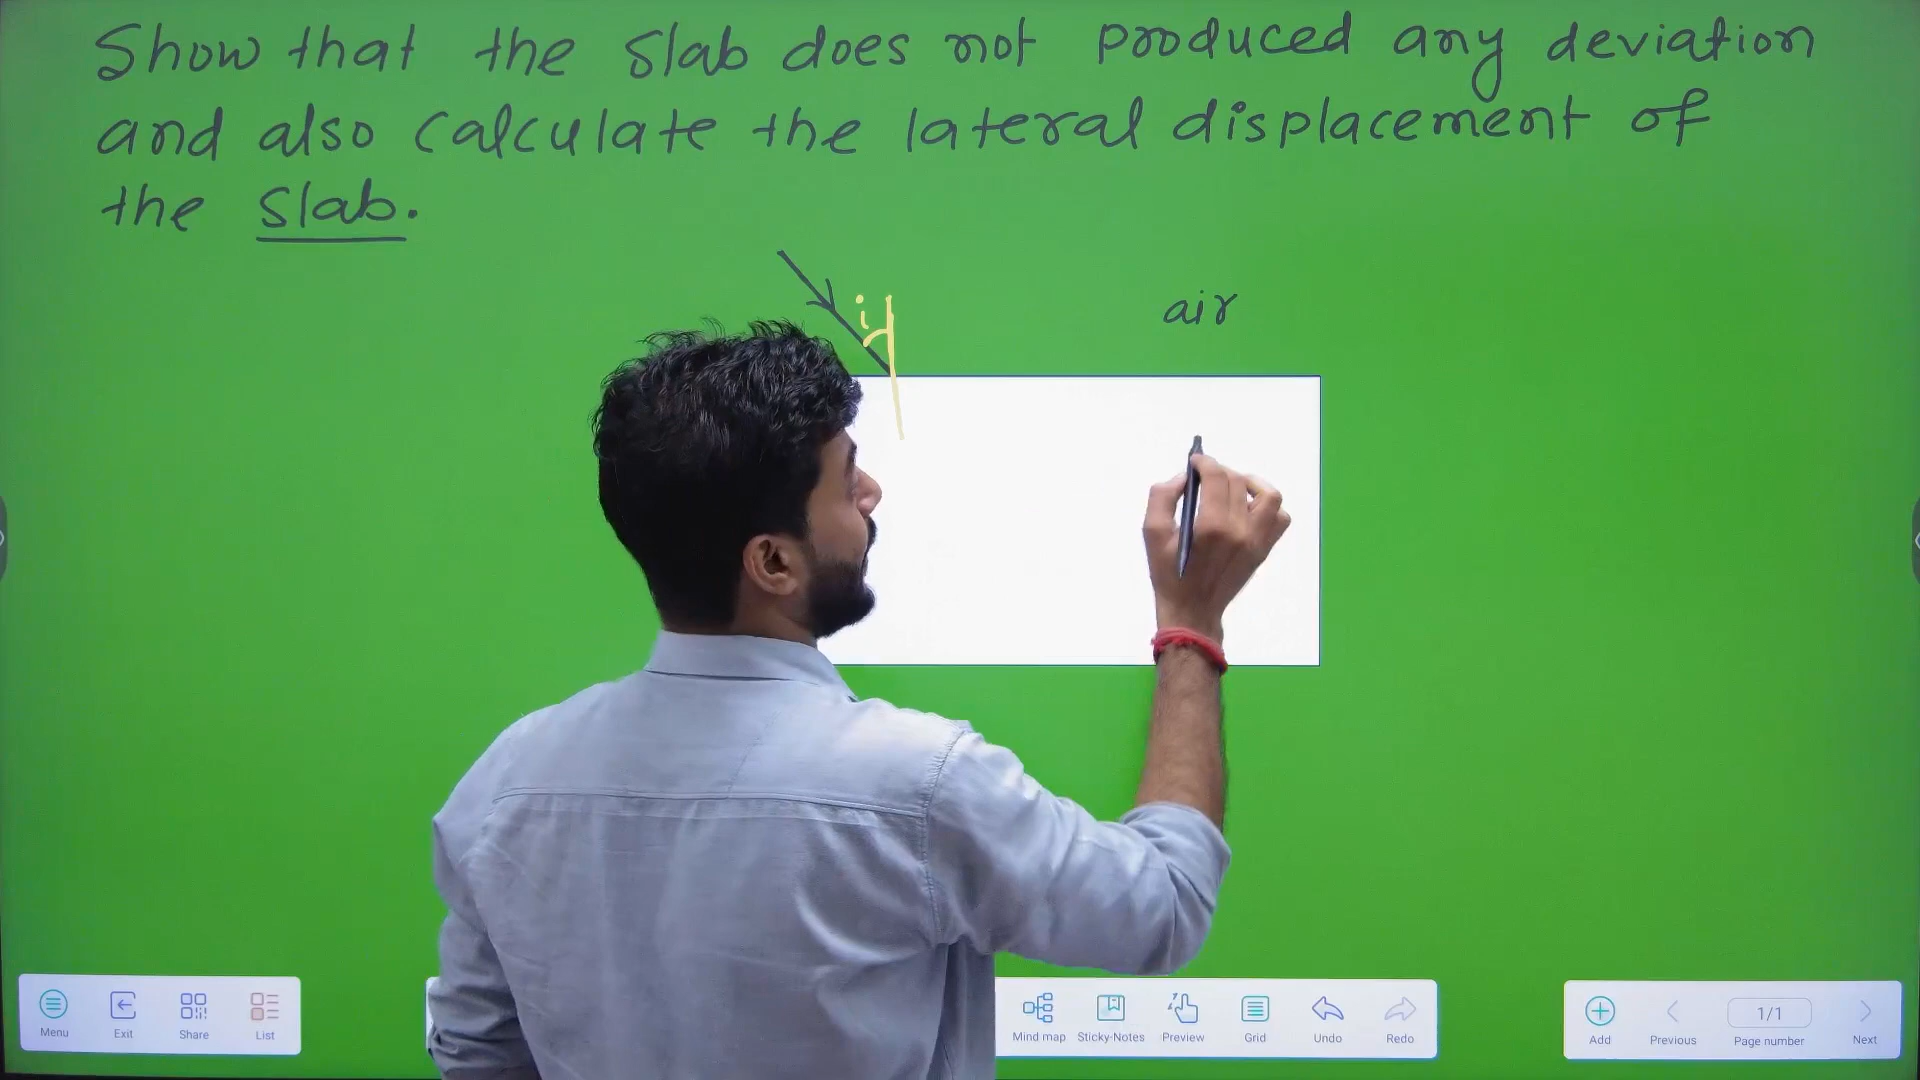 Show that the slab does not produced any deviation
and also calculate the lateral displacement of
the slab.
i
air
Menu
Exit
Share
List
Mind map
Sticky-Notes
Preview
Grid
Undo
Redo
Add
Previous
1/1
Page number
Next